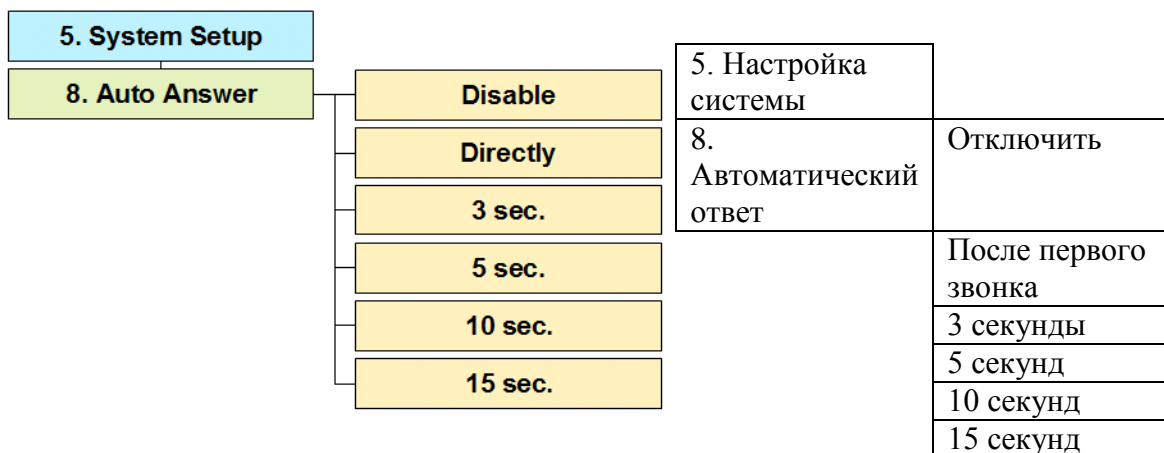 5. System Setup
8. Auto Answer
Disable
Directly
3 sec.
5 sec.
10 sec.
15 sec.
5. Настройка
системы
8.
Автоматический
ответ
Отключить
После первого
звонка
3 секунды
5 секунд
10 секунд
15 секунд